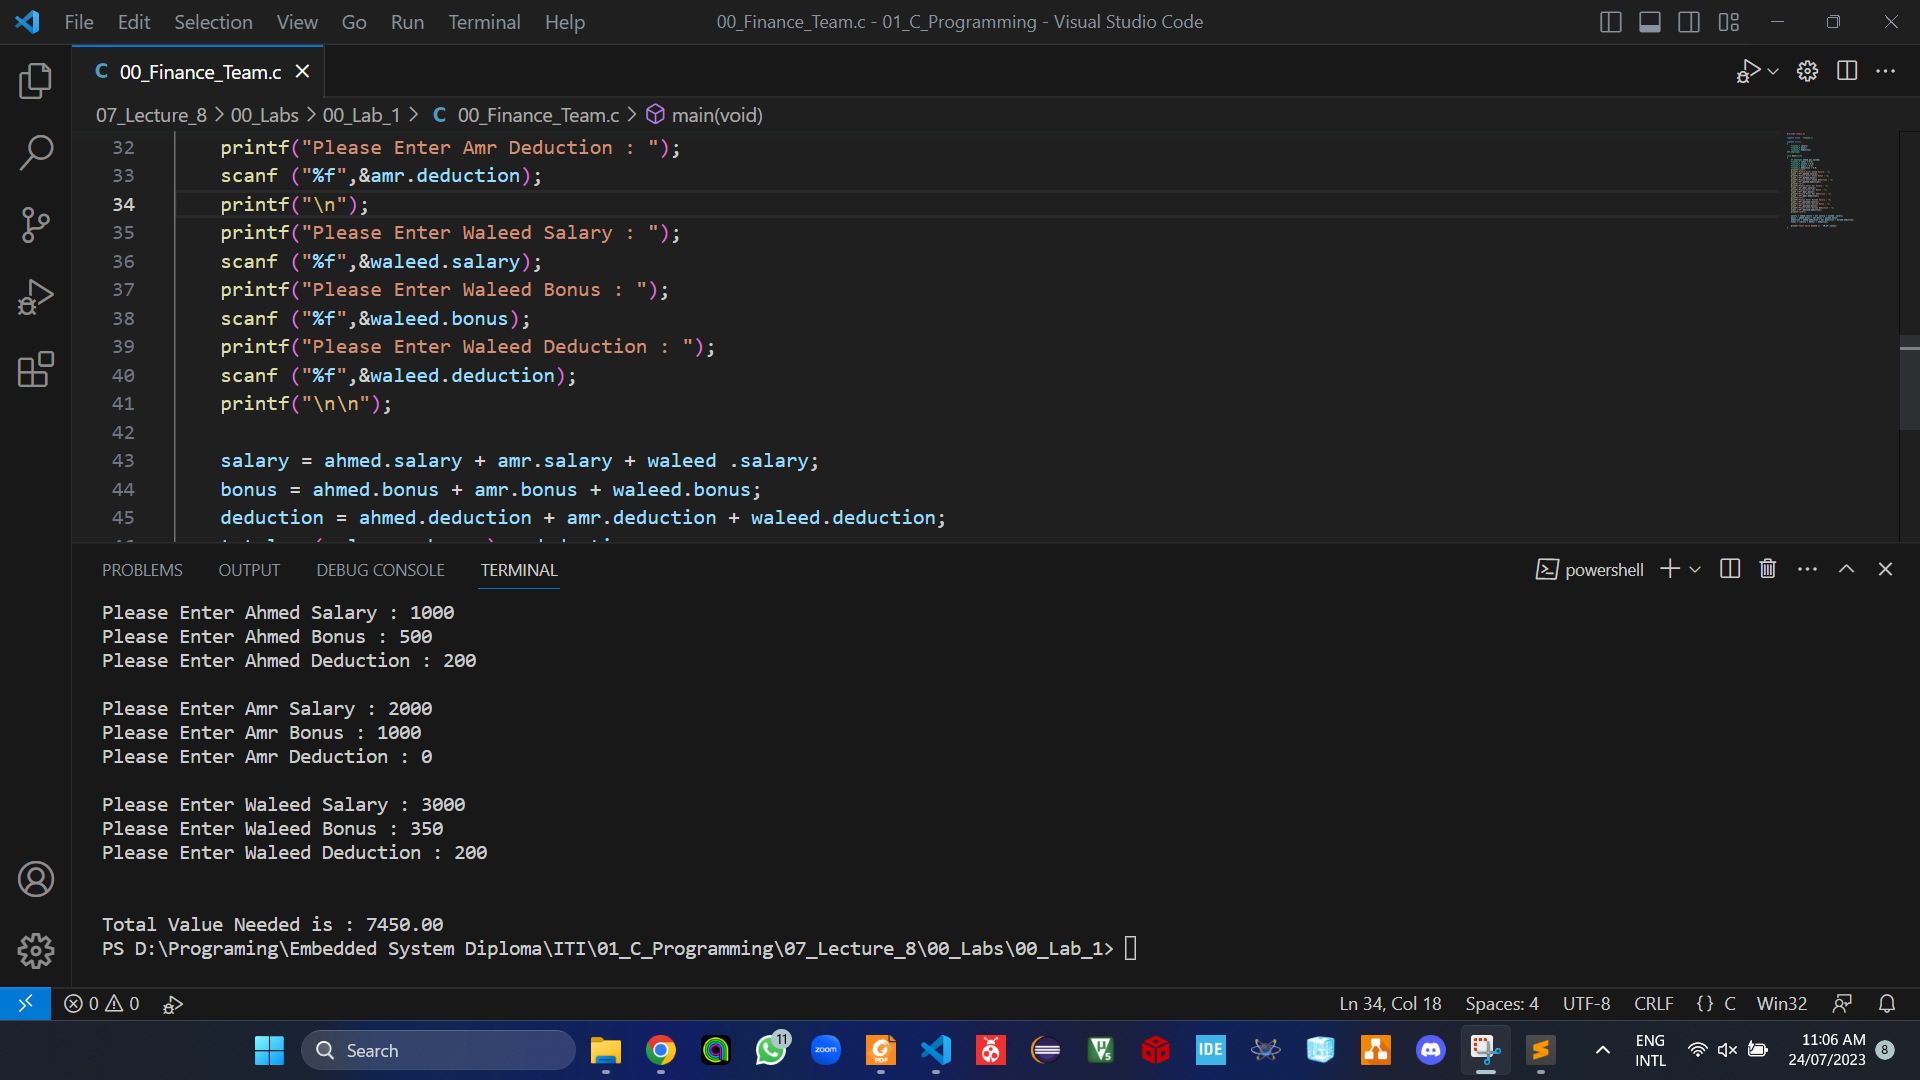 File Edit Selection View Go Run Terminal Help 00_Finance_Team.c - 01_C_Programming - Visual Studio Code
C 00_Finance_Team.c
07_Lecture_8 > 00_Labs > 00_Lab_1 > C 00_Finance_Team.c > main(void)
32 printf("Please Enter Amr Deduction : ");
33 scanf ("%f",&amr.deduction);
34 printf("\n");
35 printf("Please Enter Waleed Salary : ");
36 scanf ("%f",&waleed.salary);
37 printf("Please Enter Waleed Bonus : ");
38 scanf ("%f",&waleed.bonus);
39 printf("Please Enter Waleed Deduction : ");
40 scanf ("%f",&waleed.deduction);
41 printf("\n\n");
42
43 salary = ahmed.salary + amr.salary + waleed .salary;
44 bonus = ahmed.bonus + amr.bonus + waleed.bonus;
45 deduction = ahmed.deduction + amr.deduction + waleed.deduction;
PROBLEMS OUTPUT DEBUG CONSOLE TERMINAL powershell
Please Enter Ahmed Salary : 1000
Please Enter Ahmed Bonus : 500
Please Enter Ahmed Deduction : 200
Please Enter Amr Salary : 2000
Please Enter Amr Bonus : 1000
Please Enter Amr Deduction : 0
Please Enter Waleed Salary : 3000
Please Enter Waleed Bonus : 350
Please Enter Waleed Deduction : 200
Total Value Needed is : 7450.00
PS D:\Programing\Embedded System Diploma\ITI\01_C_Programming\07_Lecture_8\00_Labs\00_Lab_1>
0 0 Ln 34, Col 18 Spaces: 4 UTF-8 CRLF {} C Win32
Search 11 zoom PDF IDE ENG INTL 11:06 AM 24/07/2023 8